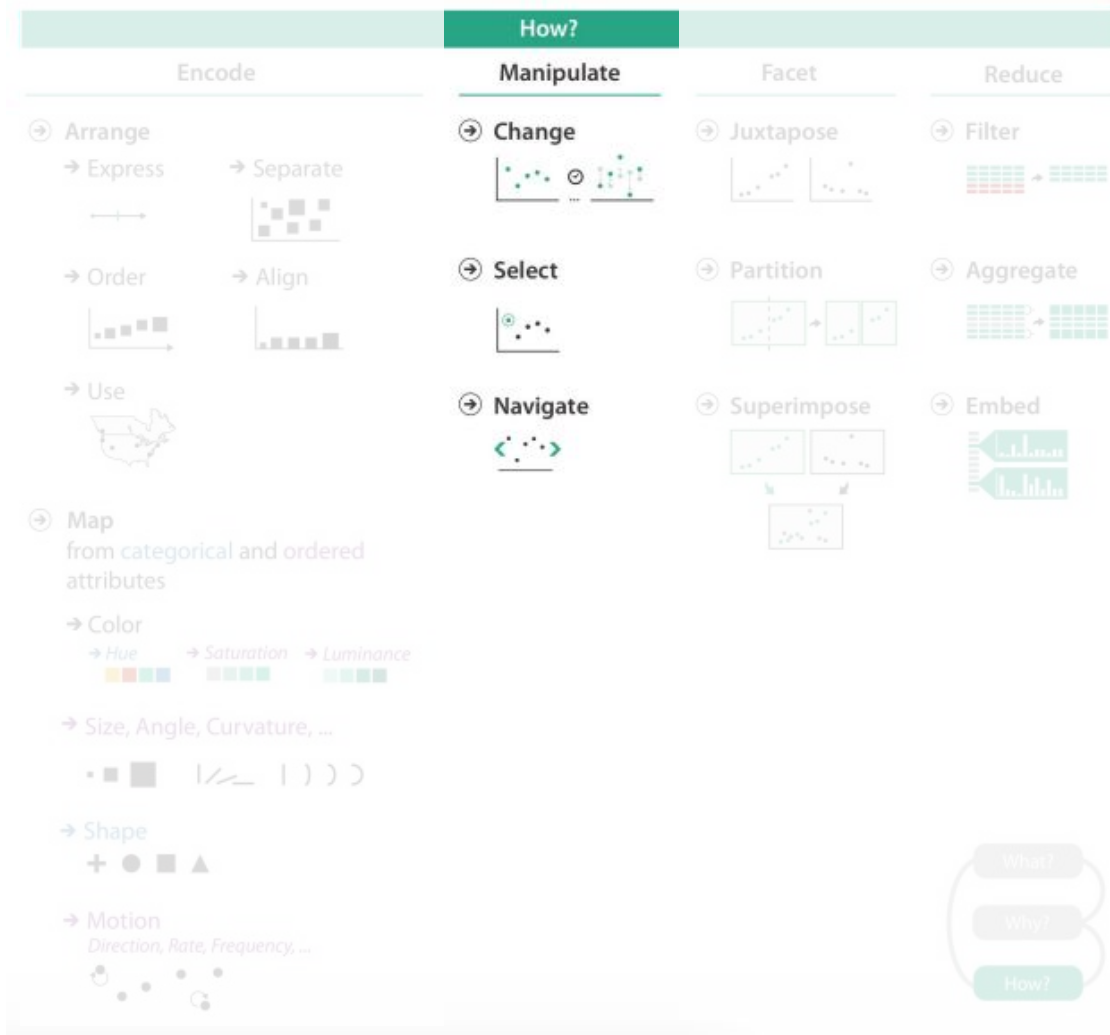 How?
Encode
Manipulate
Facet
Reduce
Arrange
Express
Separate
Order
Align
Use
Map
from categorical and ordered
attributes
Color
Hue
Saturation
Luminance
Size, Angle, Curvature, ...
Shape
Motion
Direction, Rate, Frequency, ...
Change
...
Select
Navigate
Juxtapose
Partition
Superimpose
Filter
Aggregate
Embed
What?
Why?
How?